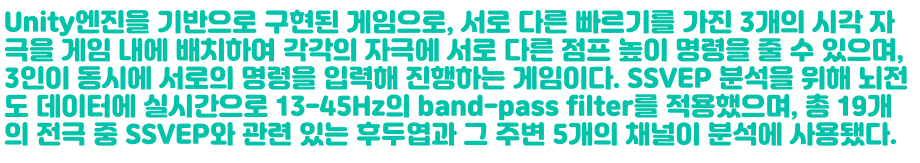 Unity엔진을 기반으로 구현된 게임으로, 서로 다른 빠르기를 가진 3개의 시각 자
극을 게임 내에 배치하여 각각의 자극에 서로 다른 점프 높이 명령을 줄 수 있으며,
3인이 동시에 서로의 명령을 입력해 진행하는 게임이다. SSVEP 분석을 위해 뇌전
도 데이터에 실시간으로 13-45Hz의 band-pass filter를 적용했으며, 총 19개
의 전극 중 SSVEP와 관련 있는 후두엽과 그 주변 5개의 채널이 분석에 사용됐다.